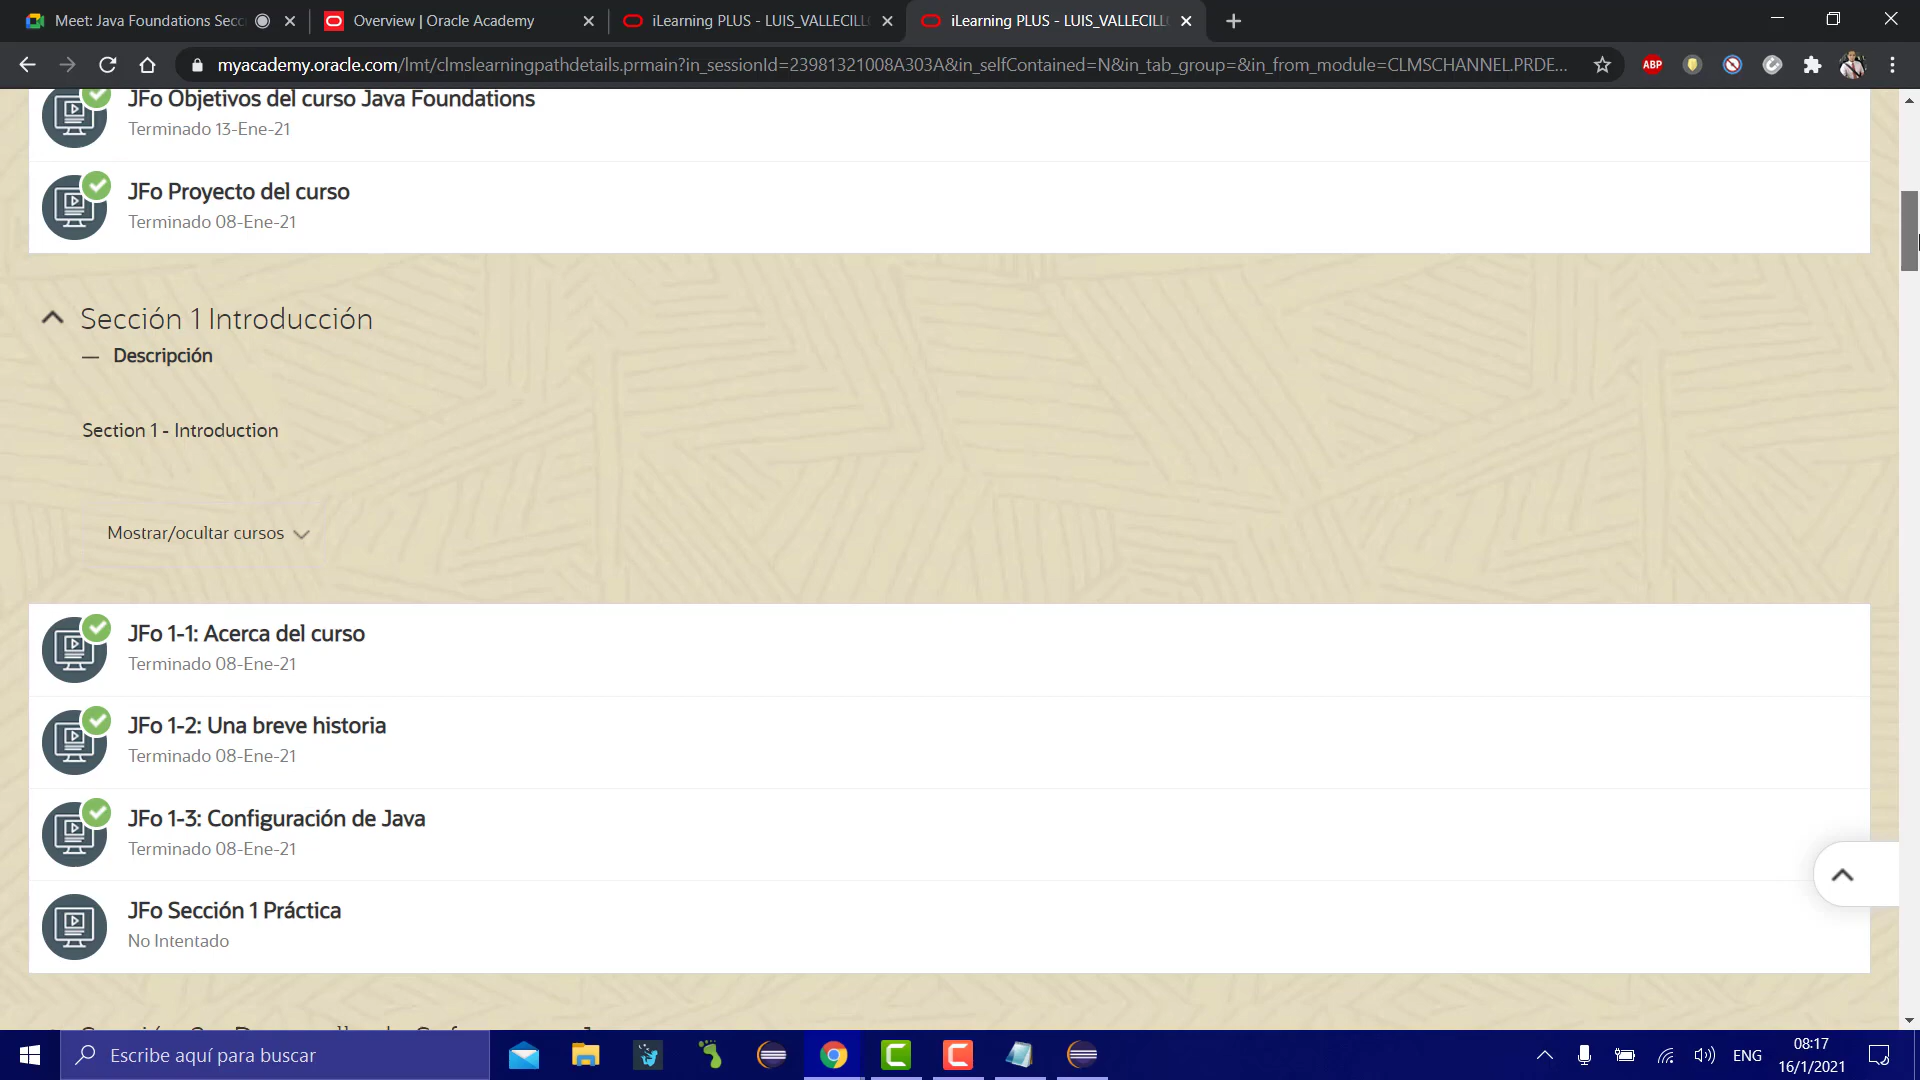 Meet: Java Foundations Secc
Overview | Oracle Academy
iLearning PLUS - LUIS_VALLECILL
iLearning PLUS - LUIS_VALLECILL
myacademy.oracle.com/lmt/clmslearningpathdetails.prmain?in_sessionId=23981321008A303A&in_selfContained=N&in_tab_group=&in_from_module=CLMSCHANNEL.PRDE...
ABP
JFo Objetivos del curso Java Foundations
Terminado 13-Ene-21
JFo Proyecto del curso
Terminado 08-Ene-21
Sección 1 Introducción
— Descripción
Section 1 - Introduction
Mostrar/ocultar cursos
JFo 1-1: Acerca del curso
Terminado 08-Ene-21
JFo 1-2: Una breve historia
Terminado 08-Ene-21
JFo 1-3: Configuración de Java
Terminado 08-Ene-21
JFo Sección 1 Práctica
No Intentado
Escribe aquí para buscar
ENG
08:17
16/1/2021